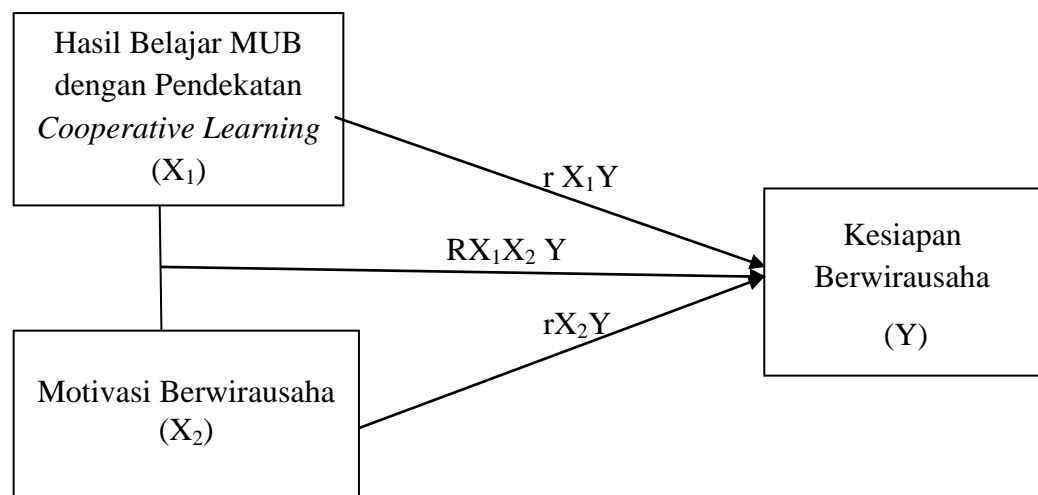 Hasil Belajar MUB
dengan Pendekatan
Cooperative Learning
(X₁)
r X₁Y
RX₁X₂ Y
rX₂Y
Kesiapan
Berwirausaha
(Y)
Motivasi Berwirausaha
(X₂)